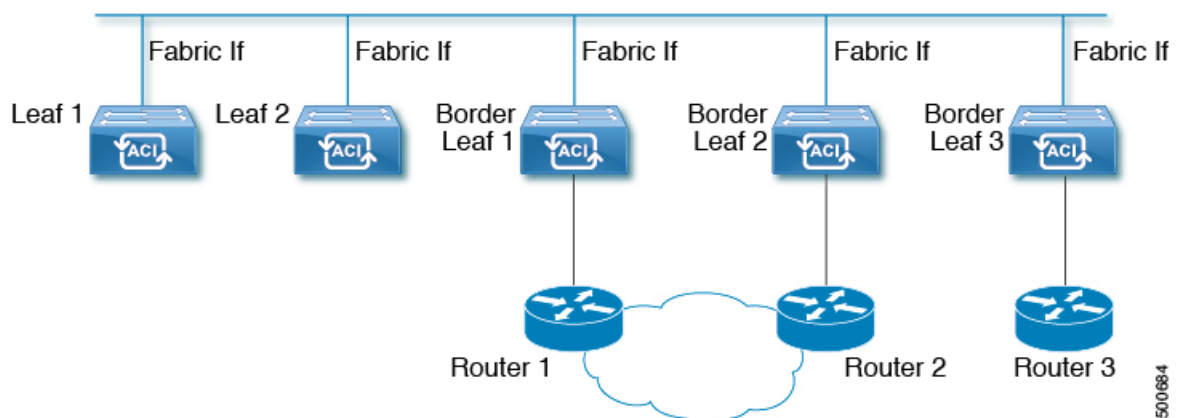 Fabric If
Fabric If
Fabric If
Fabric If
Fabric If
Leaf 1
Leaf 2
Border
Leaf 1
Border
Leaf 2
Border
Leaf 3
ACI
ACI
ACI
ACI
ACI
Router 1
Router 2
Router 3
500684